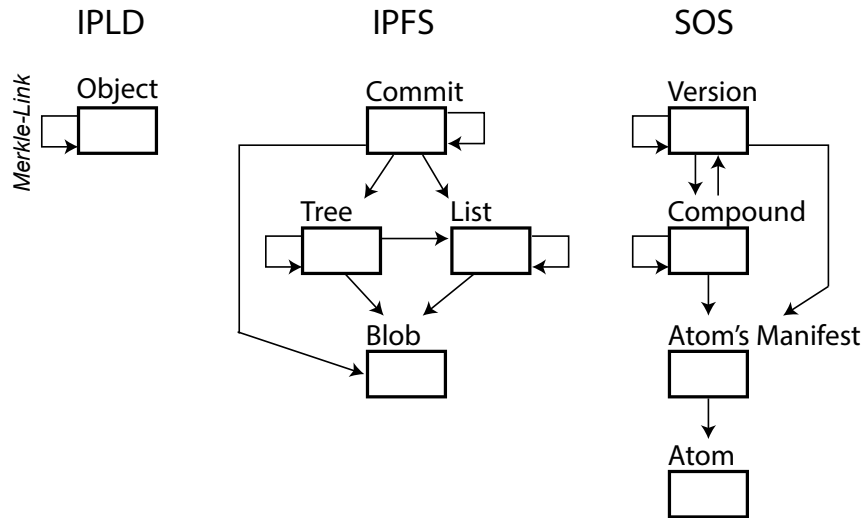 IPLD
IPFS
SOS
Merkle-Link
Object
Commit
Version
Tree
List
Compound
Blob
Atom's Manifest
Atom